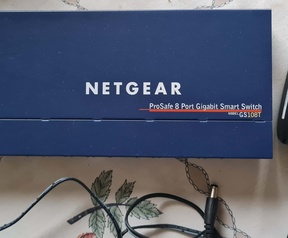 NETGEAR
ProSafe 8 Port Gigabit Smart Switch
MODEL GS108T